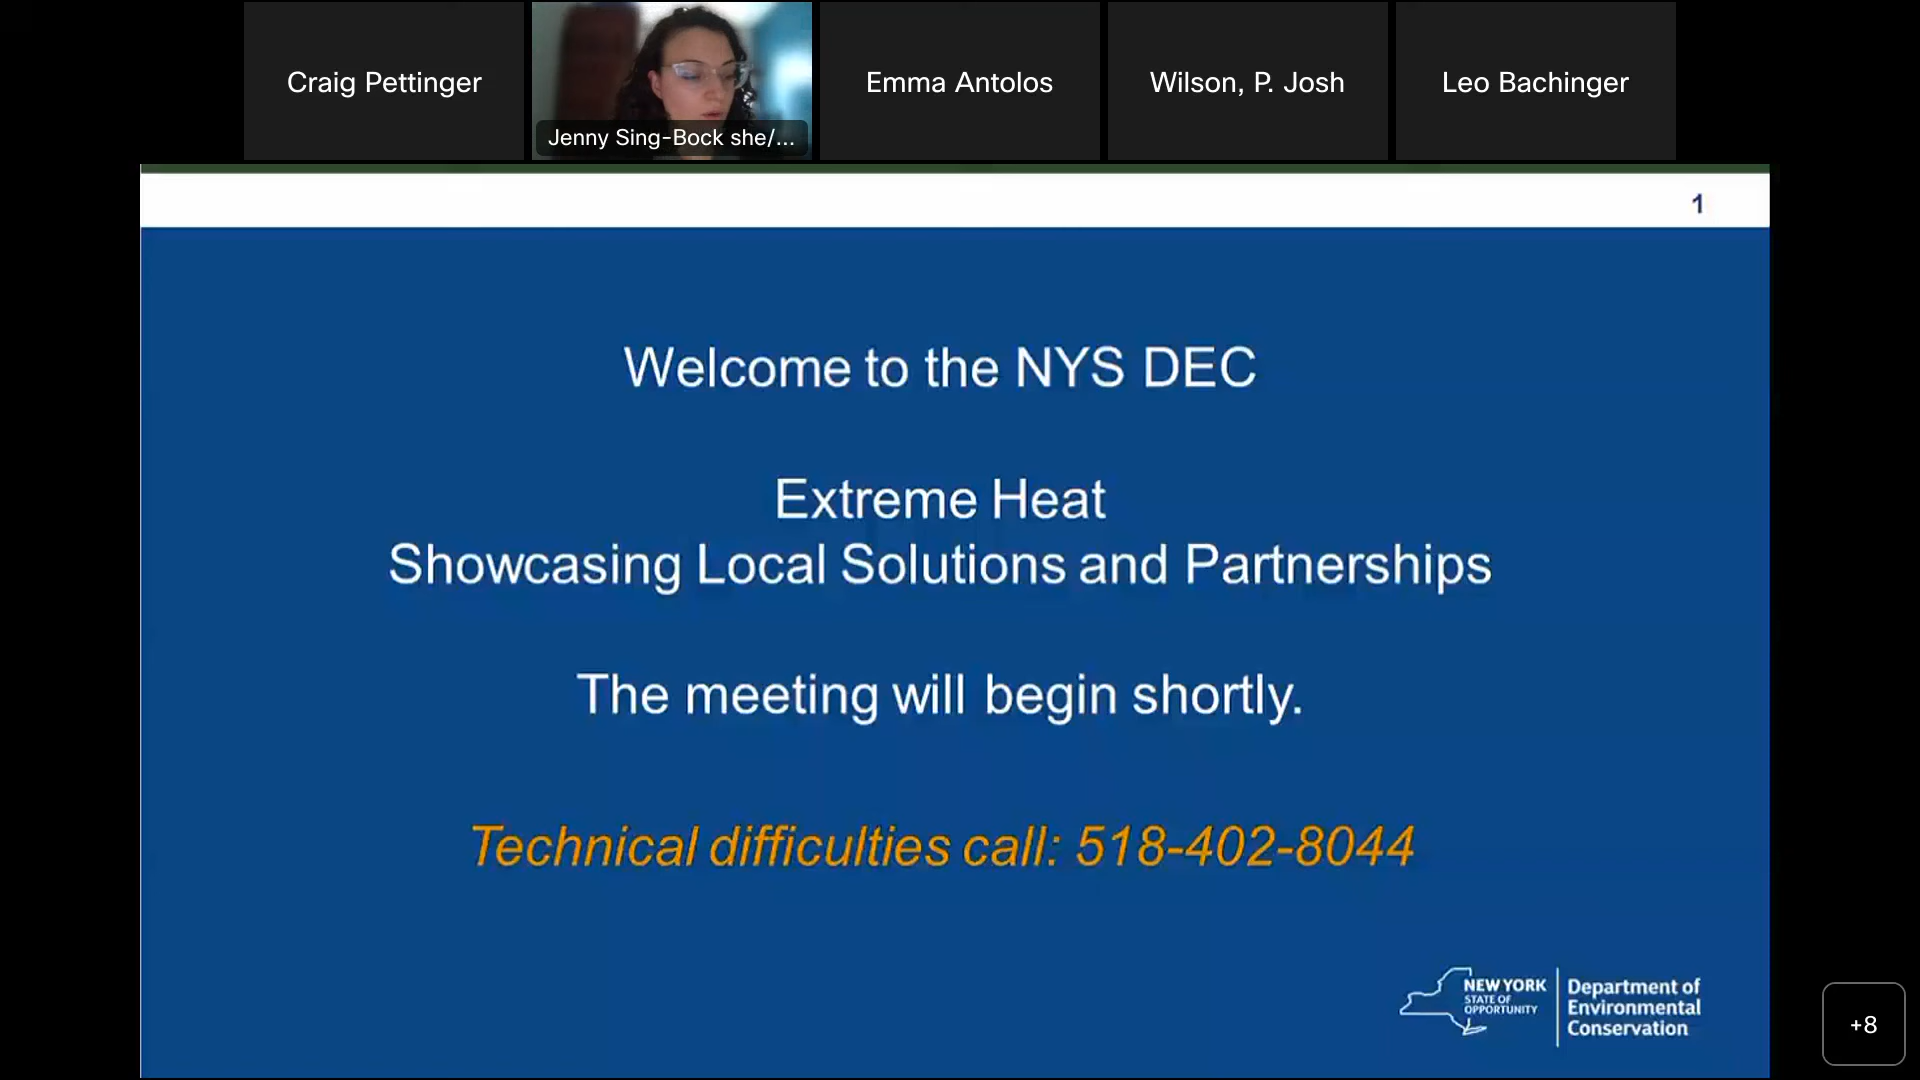 Craig Pettinger
Jenny Sing-Bock she/...
Emma Antolos
Wilson, P. Josh
Leo Bachinger
1
Welcome to the NYS DEC
Extreme Heat
Showcasing Local Solutions and Partnerships
The meeting will begin shortly.
Technical difficulties call: 518-402-8044
NEW YORK
STATE OF
OPPORTUNITY
Department of
Environmental
Conservation
+8